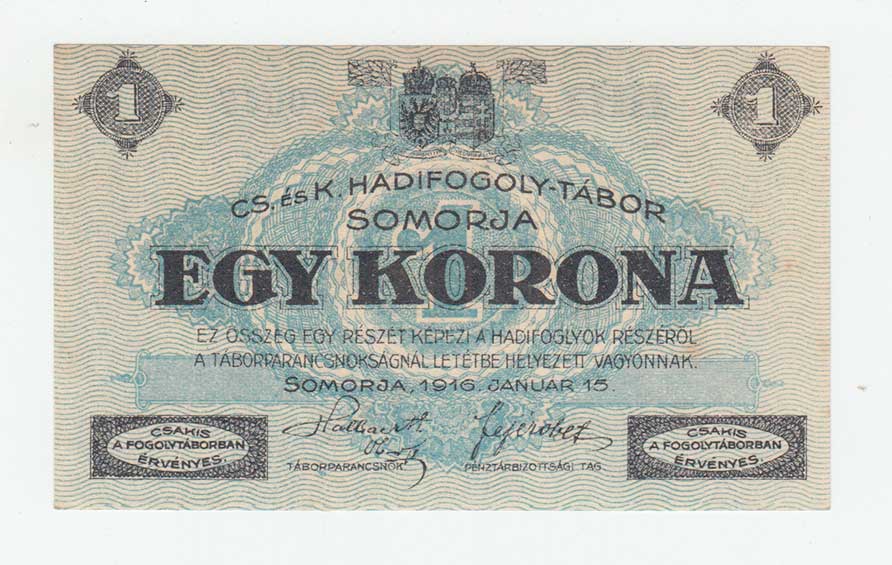 1 1
CS. ÉS K. HADIFOGOLY-TÁBOR
SOMORJA
1
EGY KORONA
EZ ÖSSZEG EGY RÉSZÉT KÉPEZI A HADIFOGLYOK RÉSZÉRŐL
A TÁBORPARANCSNOKSÁGNÁL LETÉTBE HELYEZETT VAGYONNAK.
SOMORJA, 1916. JANUÁR 15.
CSAKIS
A FOGOLYTÁBORBAN
ÉRVÉNYES.
TÁBORPARANCSNOK.
PÉNZTÁRBIZOTTSÁGI TAG.
CSAKIS
A FOGOLYTÁBORBAN
ÉRVÉNYES.